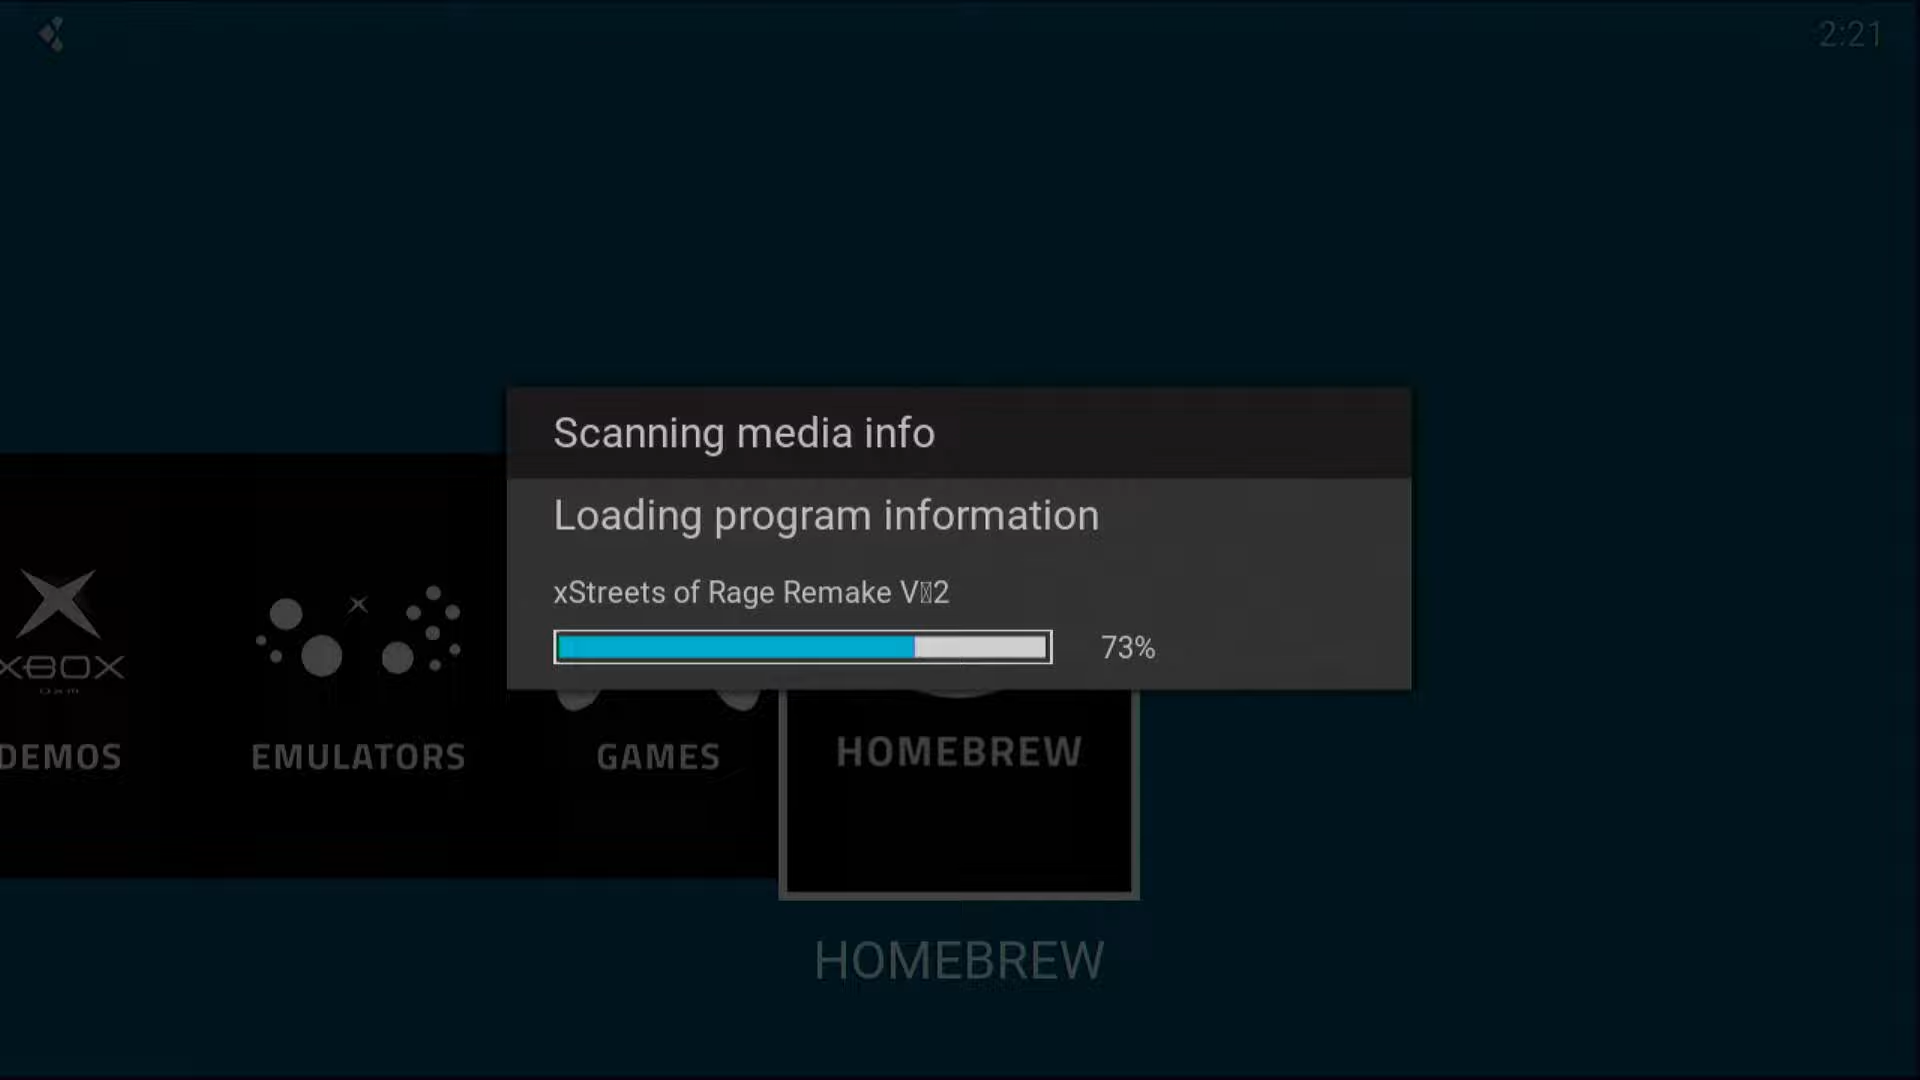 2:21
Scanning media info
Loading program information
xStreets of Rage Remake V▯2
73%
XBOX
DEMOS
EMULATORS
GAMES
HOMEBREW
HOMEBREW